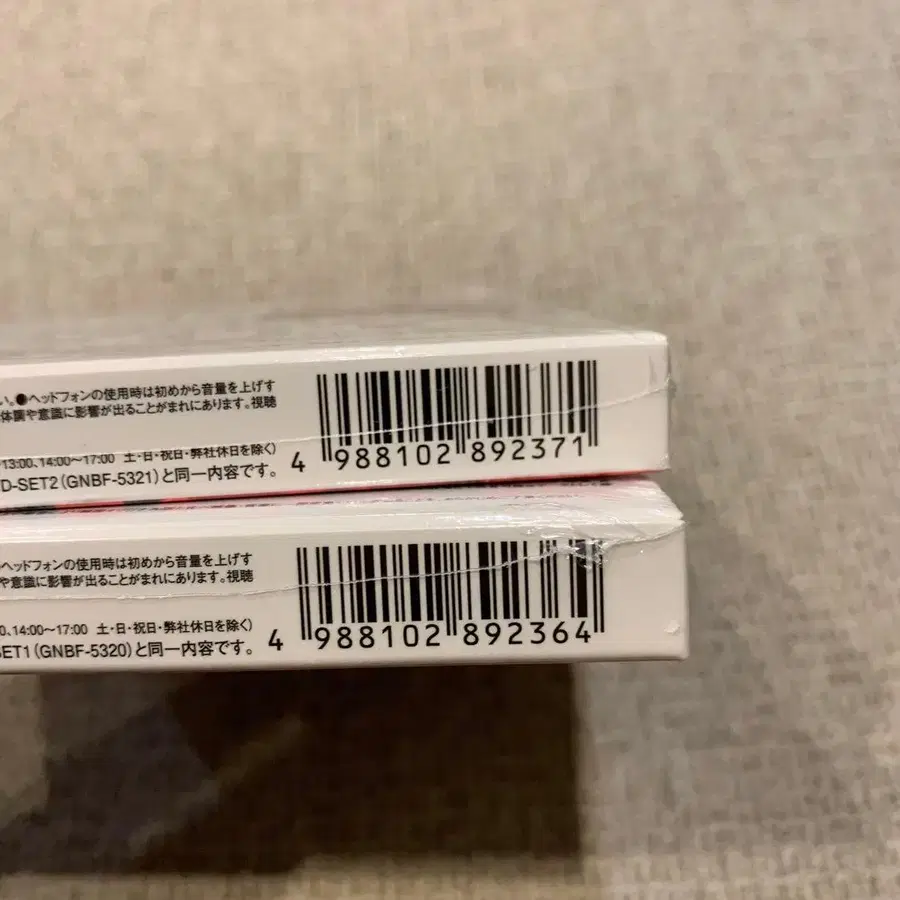 い。●ヘッドフォンの使用時は初めから音量を上げす
体調や意識に影響が出ることがまれにあります。視聴
13:00、14:00〜17:00 土・日・祝日・弊社休日を除く)
D-SET2(GNBF-5321)と同一内容です。
4 988102 892371
ヘッドフォンの使用時は初めから音量を上げす
や意識に影響が出ることがまれにあります。視聴
0、14:00〜17:00 土・日・祝日・弊社休日を除く)
SET1(GNBF-5320)と同一内容です。
4 988102 892364